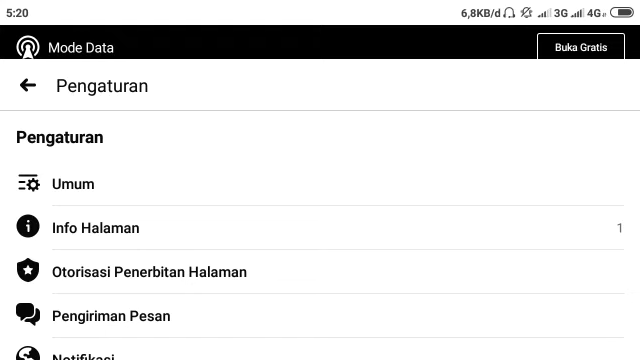 5:20 6,8KB/d 3G 4G
Mode Data Buka Gratis
Pengaturan
Pengaturan
Umum
Info Halaman 1
Otorisasi Penerbitan Halaman
Pengiriman Pesan
Notifikasi